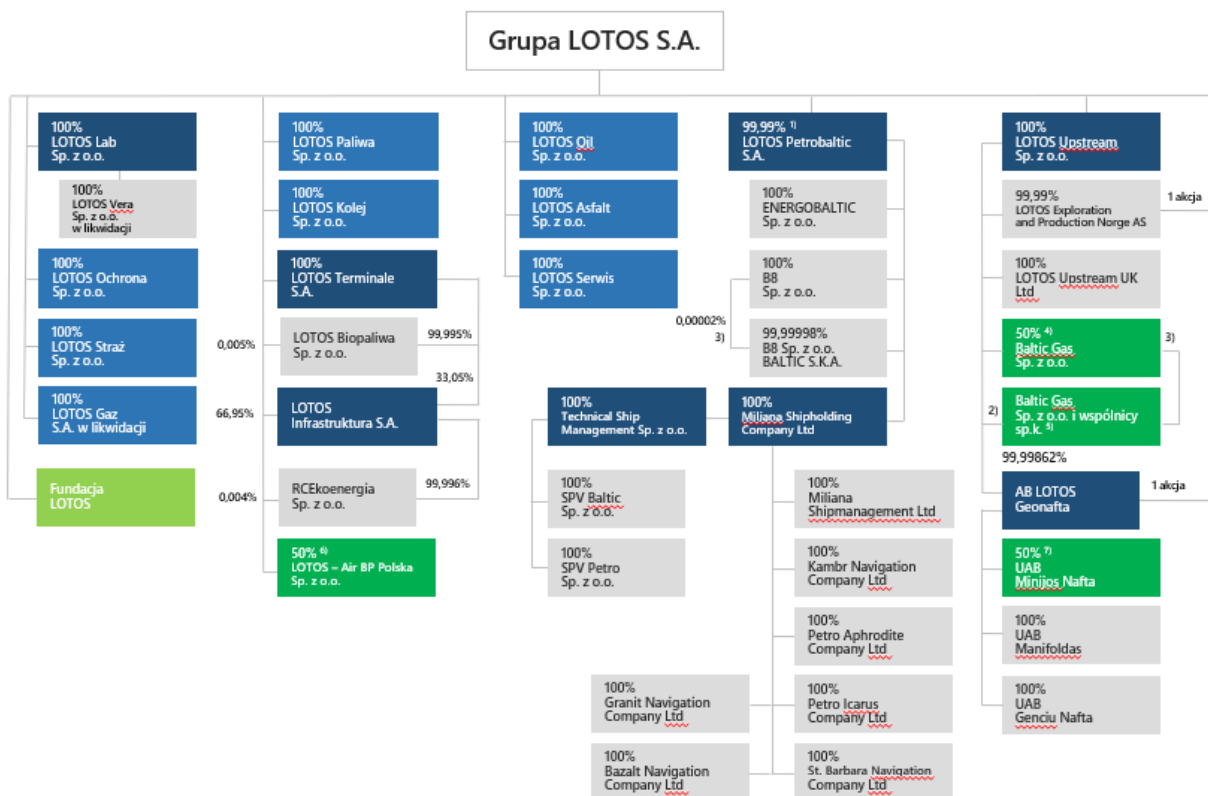 Grupa LOTOS S.A.
100%
LOTOS Lab
Sp. z o.o.
100%
LOTOS Vera
Sp. z o.o.
w likwidacji
100%
LOTOS Ochrona
Sp. z o.o.
100%
LOTOS Straż
Sp. z o.o.
100%
LOTOS Gaz
S.A. w likwidacji
Fundacja
LOTOS
100%
LOTOS Paliwa
Sp. z o.o.
100%
LOTOS Kolej
Sp. z o.o.
100%
LOTOS Terminale
S.A.
0,005%
LOTOS Biopaliwa
Sp. z o.o.
99,995%
33,05%
66,95%
LOTOS
Infrastruktura S.A.
0,004%
RCEkoenergia
Sp. z o.o.
99,996%
50% 6)
LOTOS – Air BP Polska
Sp. z o.o.
100%
LOTOS Oil
Sp. z o.o.
100%
LOTOS Asfalt
Sp. z o.o.
100%
LOTOS Serwis
Sp. z o.o.
99,99% 1)
LOTOS Petrobaltic
S.A.
100%
ENERGOBALTIC
Sp. z o.o.
100%
B8
Sp. z o.o.
0,00002%
3)
99,99998%
B8 Sp. z o.o.
BALTIC S.K.A.
100%
Technical Ship
Management Sp. z o.o.
100%
Miliana Shipholding
Company Ltd
100%
SPV Baltic
Sp. z o.o.
100%
SPV Petro
Sp. z o.o.
100%
Miliana
Shipmanagement Ltd
100%
Kambr Navigation
Company Ltd
100%
Petro Aphrodite
Company Ltd
100%
Granit Navigation
Company Ltd
100%
Petro Icarus
Company Ltd
100%
Bazalt Navigation
Company Ltd
100%
St. Barbara Navigation
Company Ltd
100%
LOTOS Upstream
Sp. z o.o.
99,99%
LOTOS Exploration
and Production Norge AS
1 akcja
100%
LOTOS Upstream UK
Ltd
50% 4)
Baltic Gas
Sp. z o.o.
3)
2)
Baltic Gas
Sp. z o.o. i wspólnicy
sp.k. 5)
99,99862%
AB LOTOS
Geonafta
1 akcja
50% 7)
UAB
Minijos Nafta
100%
UAB
Manifoldas
100%
UAB
Genciu Nafta